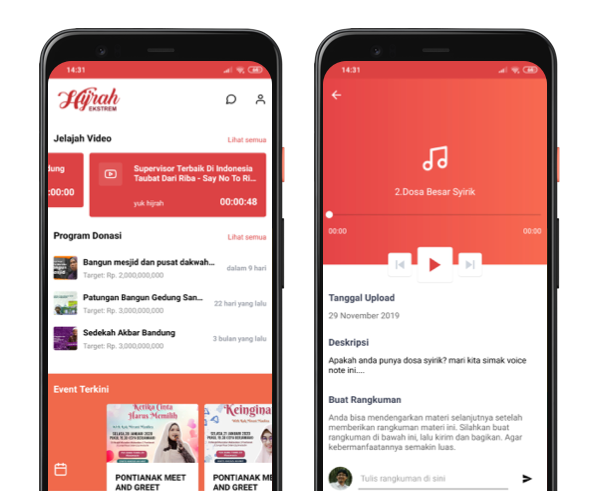 14:31
Hijrah
EKSTREM
Jelajah Video
Lihat semua
dung
:00:00
Supervisor Terbaik Di Indonesia
Taubat Dari Riba - Say No To Ri...
yuk hijrah
00:00:48
Program Donasi
Lihat semua
Bangun mesjid dan pusat dakwah...
Target: Rp. 2,000,000,000
dalam 9 hari
Patungan Bangun Gedung San...
Target: Rp. 3,000,000,000
22 hari yang lalu
Sedekah Akbar Bandung
Target: Rp. 3,000,000,000
3 bulan yang lalu
Event Terkini
Ketika Cinta
Harus Memilih
Keingina
PONTIANAK MEET
AND GREET
PONTIANAK ME
AND GREET
14:31
2.Dosa Besar Syirik
00:00
00:00
Tanggal Upload
29 November 2019
Deskripsi
Apakah anda punya dosa syirik? mari kita simak voice
note ini....
Buat Rangkuman
Anda bisa mendengarkan materi selanjutnya setelah
memberikan rangkuman materi ini. Silahkan buat
rangkuman di bawah ini, lalu kirim dan bagikan. Agar
kebermanfaatannya semakin luas.
Tulis rangkuman di sini